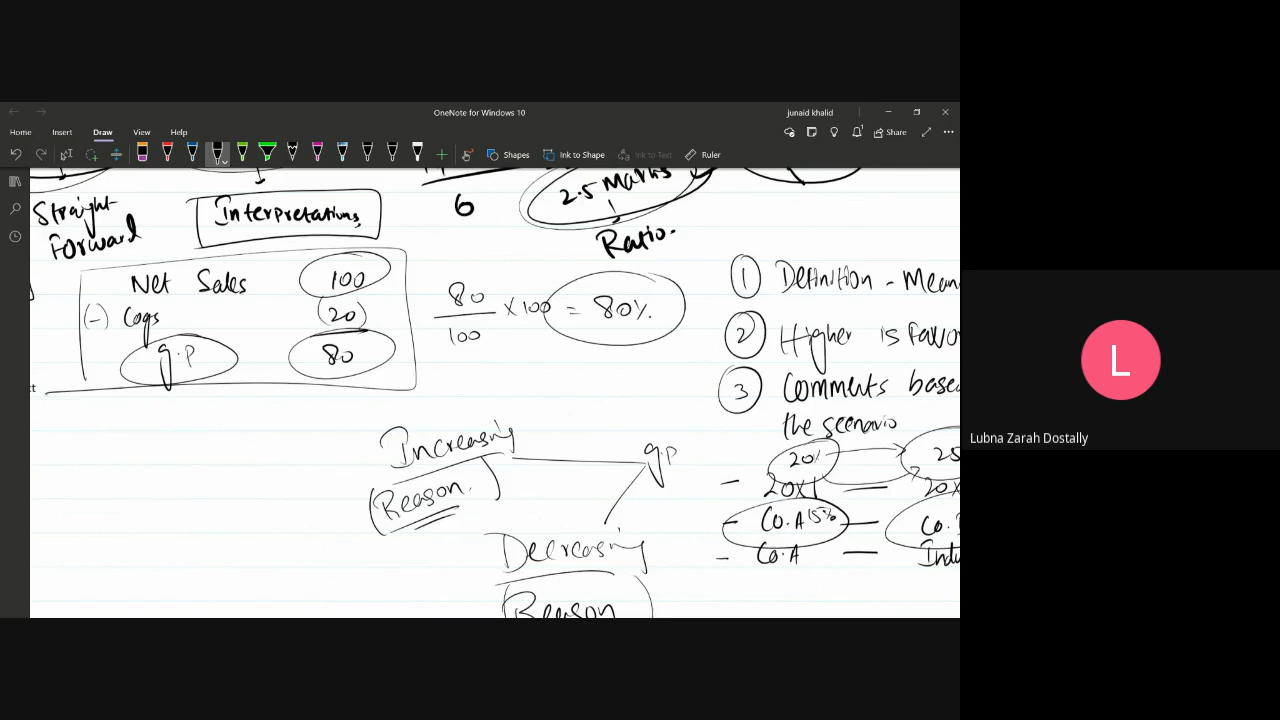 OneNote for Windows 10
junaid khalid
Home Insert Draw View Help
Share
Shapes Ink to Shape Ink to Text Ruler
Straight-
Forward
Interpretations
6
2.5 Marks
Ratio.
Net Sales 100
(-) Cogs (20)
g.p 80
80
100
× 100 = 80%
① Definition - Mean
② Higher is favo
③ Comments base
the scenario
20% 25
- 20X1 — 20X
- Co.A 15% — Co.
- Co.A — Indu
Increasing
Reason.
gp
Decreasing
Reason
L
Lubna Zarah Dostally